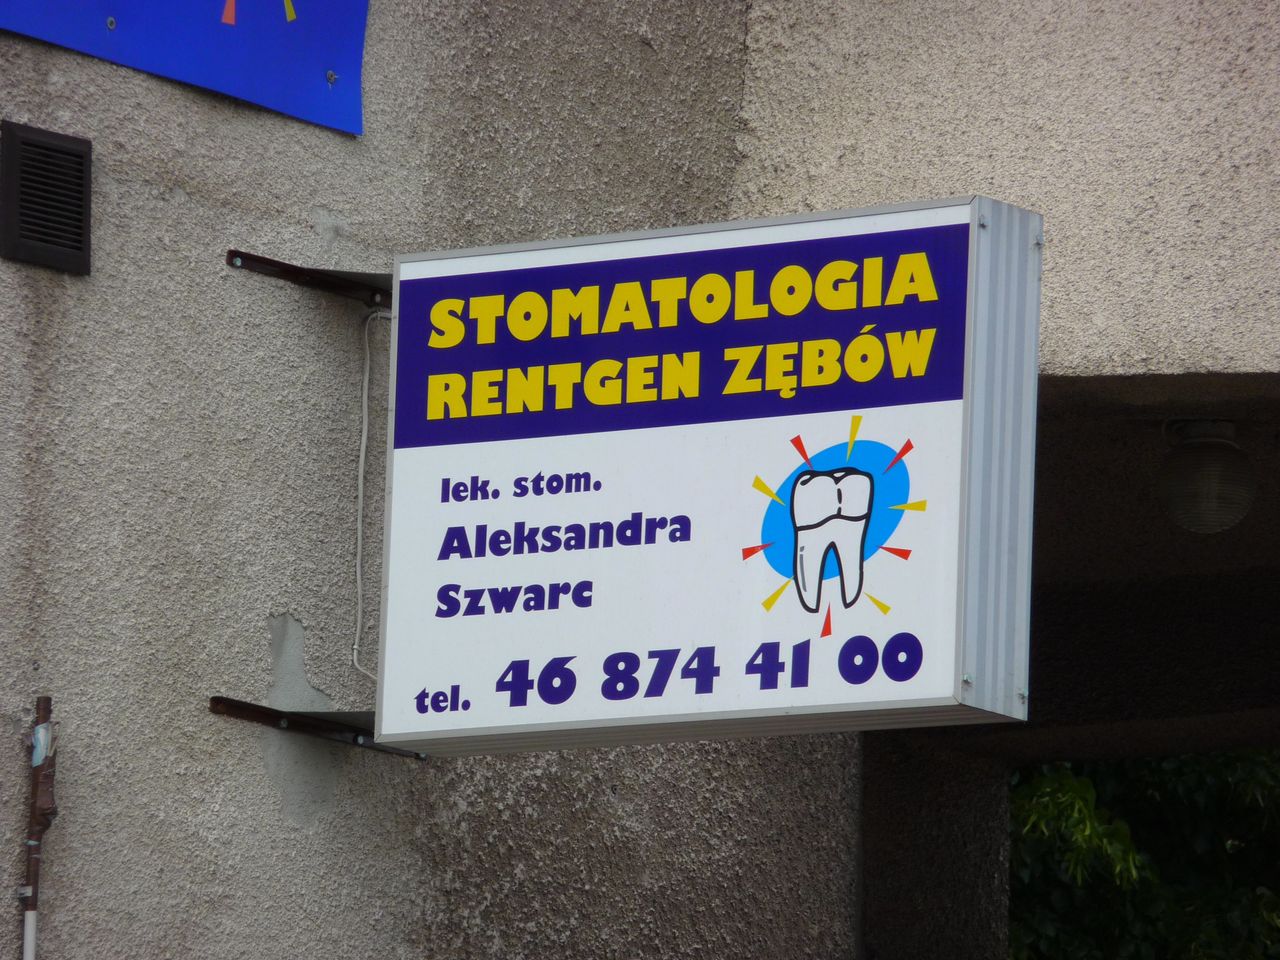 STOMATOLOGIA
RENTGEN ZĘBÓW
lek. stom.
Aleksandra
Szwarc
tel. 46 874 41 00